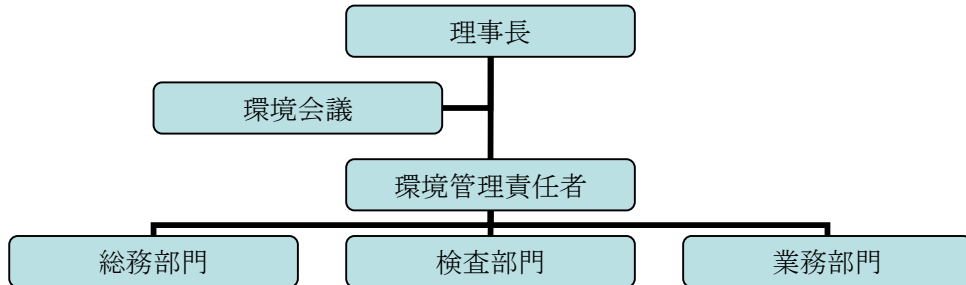 理事長
環境会議
環境管理責任者
総務部門
検査部門
業務部門